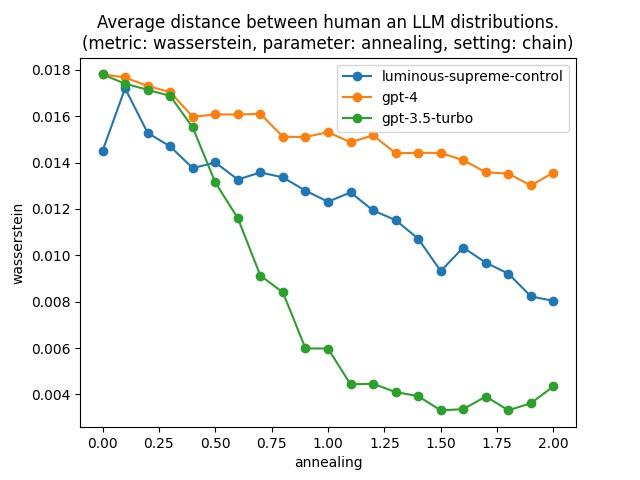 Average distance between human an LLM distributions.
(metric: wasserstein, parameter: annealing, setting: chain)
luminous-supreme-control
gpt-4
gpt-3.5-turbo
wasserstein
0.018
0.016
0.014
0.012
0.010
0.008
0.006
0.004
0.00 0.25 0.50 0.75 1.00 1.25 1.50 1.75 2.00
annealing